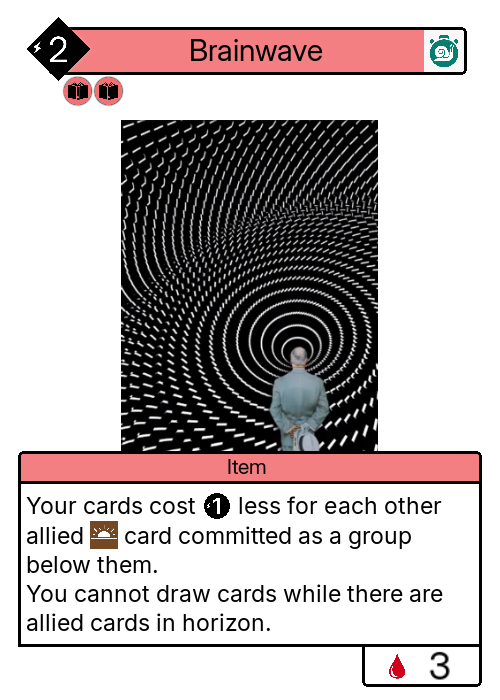 2
Brainwave
Item
Your cards cost 1 less for each other
allied card committed as a group
below them.
You cannot draw cards while there are
allied cards in horizon.
3